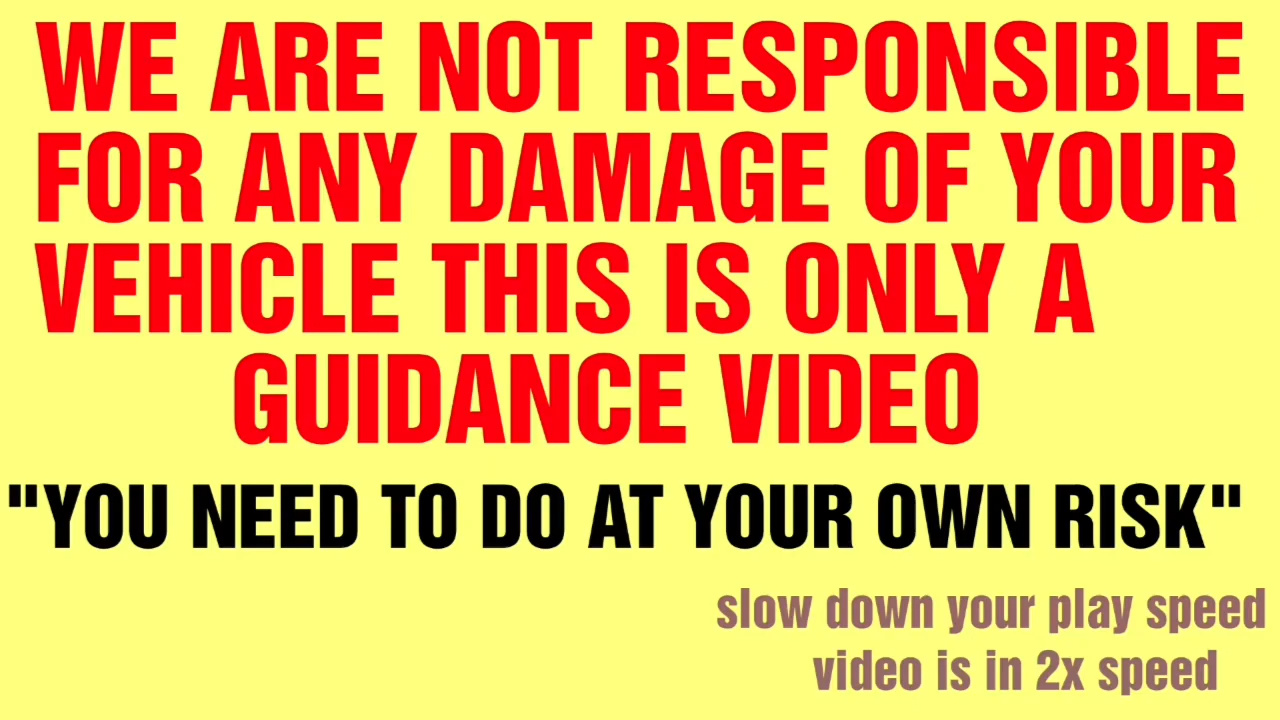 WE ARE NOT RESPONSIBLE
FOR ANY DAMAGE OF YOUR
VEHICLE THIS IS ONLY A
GUIDANCE VIDEO
"YOU NEED TO DO AT YOUR OWN RISK"
slow down your play speed
video is in 2x speed